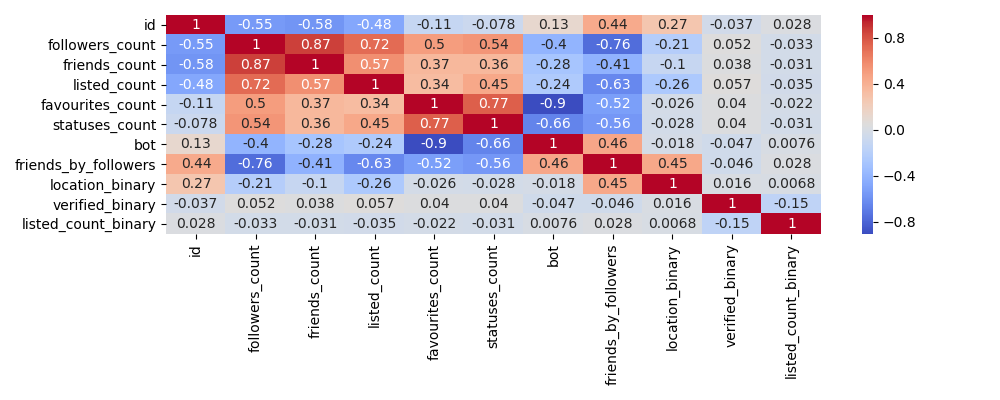 id 1 -0.55 -0.58 -0.48 -0.11 -0.078 0.13 0.44 0.27 -0.037 0.028
followers_count -0.55 1 0.87 0.72 0.5 0.54 -0.4 -0.76 -0.21 0.052 -0.033
friends_count -0.58 0.87 1 0.57 0.37 0.36 -0.28 -0.41 -0.1 0.038 -0.031
listed_count -0.48 0.72 0.57 1 0.34 0.45 -0.24 -0.63 -0.26 0.057 -0.035
favourites_count -0.11 0.5 0.37 0.34 1 0.77 -0.9 -0.52 -0.026 0.04 -0.022
statuses_count -0.078 0.54 0.36 0.45 0.77 1 -0.66 -0.56 -0.028 0.04 -0.031
bot 0.13 -0.4 -0.28 -0.24 -0.9 -0.66 1 0.46 -0.018 -0.047 0.0076
friends_by_followers 0.44 -0.76 -0.41 -0.63 -0.52 -0.56 0.46 1 0.45 -0.046 0.028
location_binary 0.27 -0.21 -0.1 -0.26 -0.026 -0.028 -0.018 0.45 1 0.016 0.0068
verified_binary -0.037 0.052 0.038 0.057 0.04 0.04 -0.047 -0.046 0.016 1 -0.15
listed_count_binary 0.028 -0.033 -0.031 -0.035 -0.022 -0.031 0.0076 0.028 0.0068 -0.15 1
id
followers_count
friends_count
listed_count
favourites_count
statuses_count
bot
friends_by_followers
location_binary
verified_binary
listed_count_binary
0.8
0.4
0.0
−0.4
−0.8